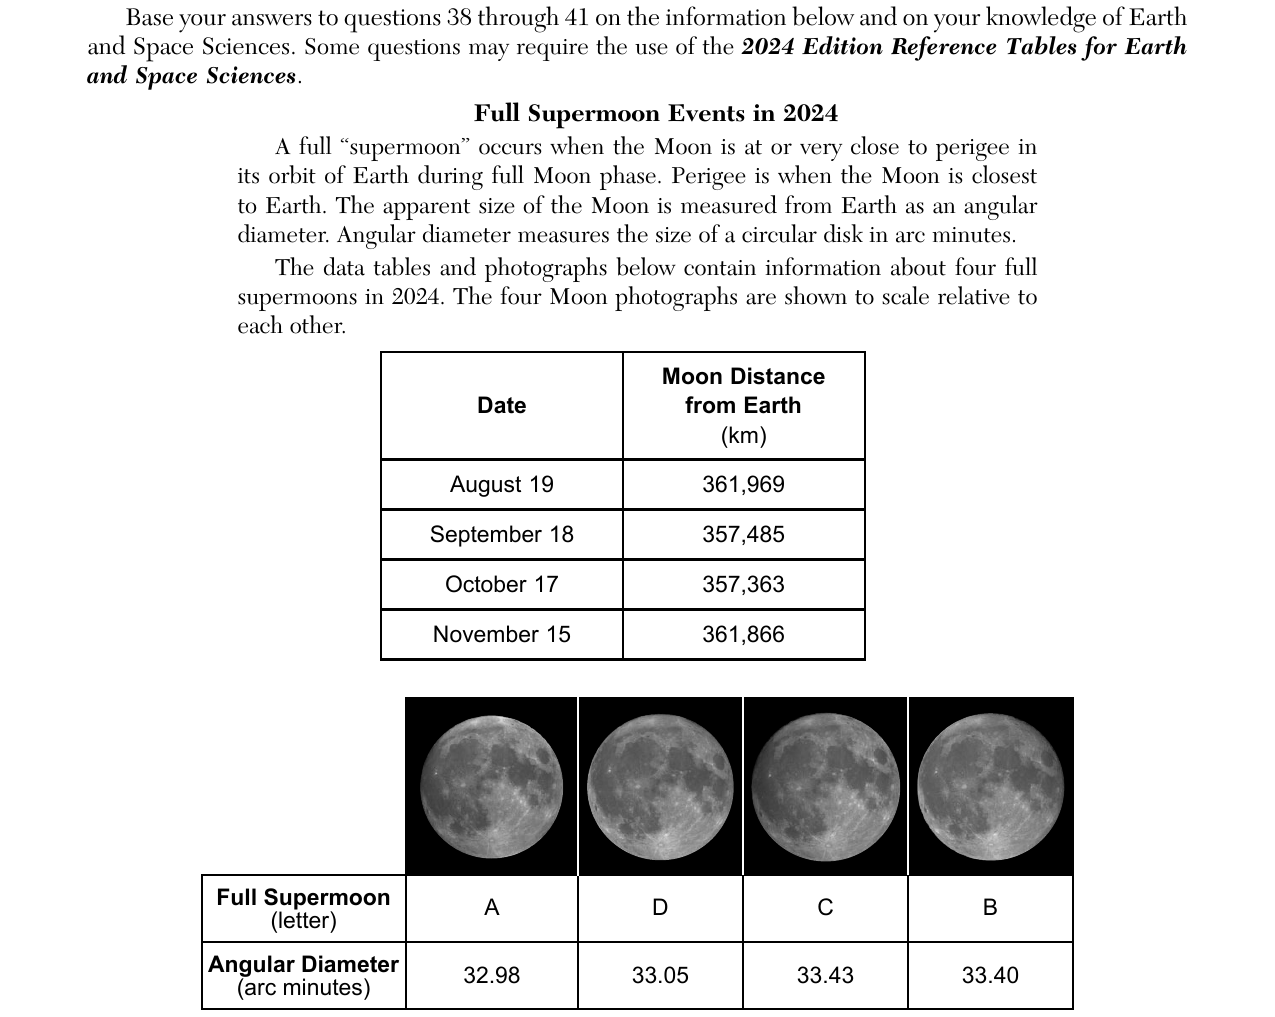 Base your answers to questions 38 through 41 on the information below and on your knowledge of Earth
and Space Sciences. Some questions may require the use of the 2024 Edition Reference Tables for Earth
and Space Sciences.
Full Supermoon Events in 2024
A full “supermoon” occurs when the Moon is at or very close to perigee in
its orbit of Earth during full Moon phase. Perigee is when the Moon is closest
to Earth. The apparent size of the Moon is measured from Earth as an angular
diameter. Angular diameter measures the size of a circular disk in arc minutes.
The data tables and photographs below contain information about four full
supermoons in 2024. The four Moon photographs are shown to scale relative to
each other.
Date
Moon Distance
from Earth
(km)
August 19 361,969
September 18 357,485
October 17 357,363
November 15 361,866
Full Supermoon
(letter)
A D C B
Angular Diameter
(arc minutes)
32.98 33.05 33.43 33.40